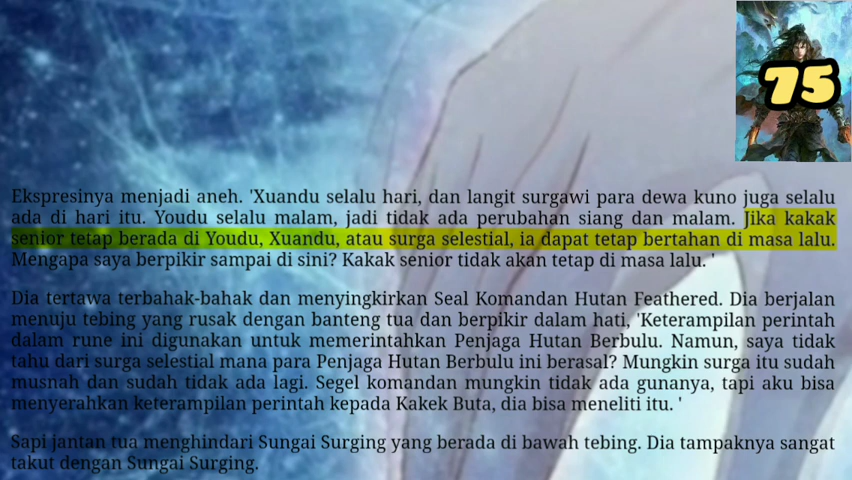 75
Ekspresinya menjadi aneh. 'Xuandu selalu hari, dan langit surgawi para dewa kuno juga selalu
ada di hari itu. Youdu selalu malam, jadi tidak ada perubahan siang dan malam. Jika kakak
senior tetap berada di Youdu, Xuandu, atau surga selestial, ia dapat tetap bertahan di masa lalu.
Mengapa saya berpikir sampai di sini? Kakak senior tidak akan tetap di masa lalu. '
Dia tertawa terbahak-bahak dan menyingkirkan Seal Komandan Hutan Feathered. Dia berjalan
menuju tebing yang rusak dengan banteng tua dan berpikir dalam hati, 'Keterampilan perintah
dalam rune ini digunakan untuk memerintahkan Penjaga Hutan Berbulu. Namun, saya tidak
tahu dari surga selestial mana para Penjaga Hutan Berbulu ini berasal? Mungkin surga itu sudah
musnah dan sudah tidak ada lagi. Segel komandan mungkin tidak ada gunanya, tapi aku bisa
menyerahkan keterampilan perintah kepada Kakek Buta, dia bisa meneliti itu. '
Sapi jantan tua menghindari Sungai Surging yang berada di bawah tebing. Dia tampaknya sangat
takut dengan Sungai Surging.